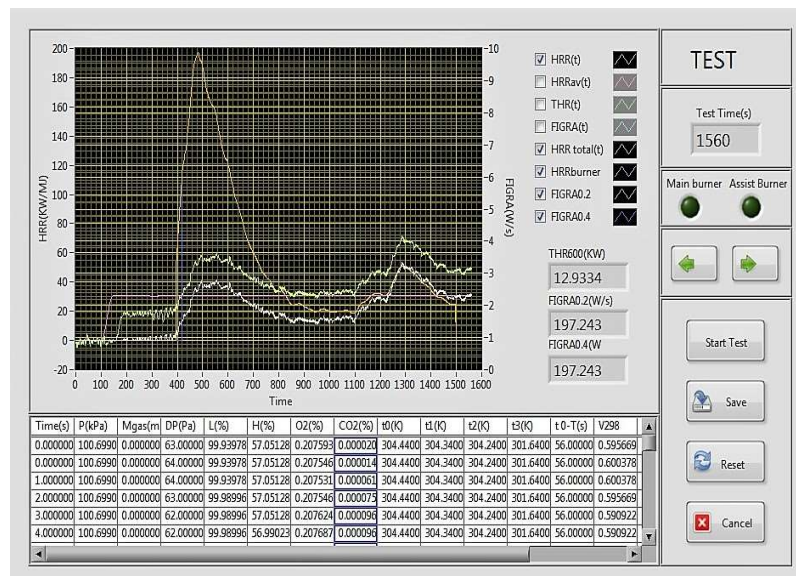 200
180
160
140
120
100
80
60
40
20
0
-20
HRR(KW/MJ)
0 100 200 300 400 500 600 700 800 900 1000 1100 1200 1300 1400 1500 1600
Time
10
9
8
7
6
5
4
3
2
1
0
FIGRA(W/s)
HRR(t)
HRRav(t)
THR(t)
FIGRA(t)
HRR total(t)
HRRburner
FIGRA0.2
FIGRA0.4
THR600(KW)
12.9334
FIGRA0.2(W/s)
197.243
FIGRA0.4(W
197.243
TEST
Test Time(s)
1560
Main burner Assist Burner
Start Test
Save
Reset
Cancel
Time(s) P(kPa) Mgas(m DP(Pa) L(%) H(%) O2(%) CO2(%) t0(K) t1(K) t2(K) t3(K) t 0-T(s) V298
0.000000 100.6990 0.000000 63.00000 99.93978 57.05128 0.207593 0.000020 304.4400 304.3400 304.2400 301.6400 56.00000 0.595669
0.000000 100.6990 0.000000 64.00000 99.93978 57.05128 0.207546 0.000014 304.4400 304.3400 304.2400 301.6400 56.00000 0.600378
1.000000 100.6990 0.000000 64.00000 99.93978 57.05128 0.207531 0.000061 304.4400 304.3400 304.2400 301.6400 56.00000 0.600378
2.000000 100.6990 0.000000 63.00000 99.98996 57.05128 0.207546 0.000075 304.4400 304.3400 304.2400 301.6400 56.00000 0.595669
3.000000 100.6990 0.000000 62.00000 99.98996 57.05128 0.207624 0.000096 304.4400 304.3400 304.2400 301.6400 56.00000 0.590922
4.000000 100.6990 0.000000 62.00000 99.98996 56.99023 0.207687 0.000096 304.4400 304.3400 304.2400 301.6400 56.00000 0.590922